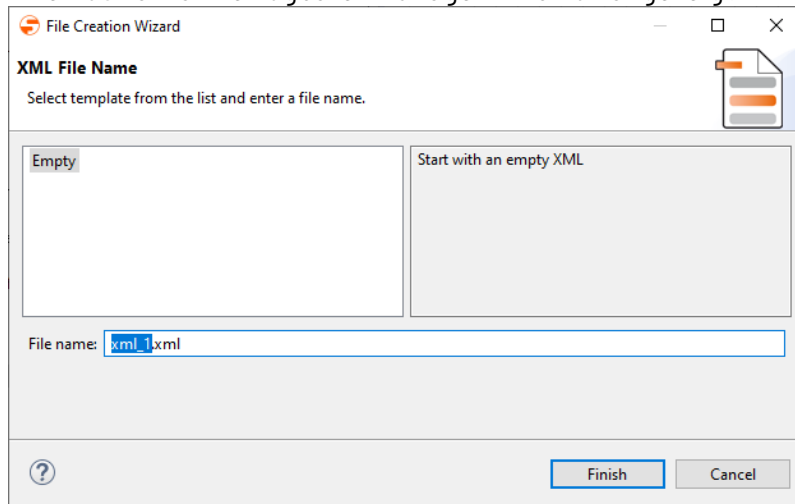 File Creation Wizard
XML File Name
Select template from the list and enter a file name.
Empty
Start with an empty XML
File name: xml_1.xml
?
Finish
Cancel